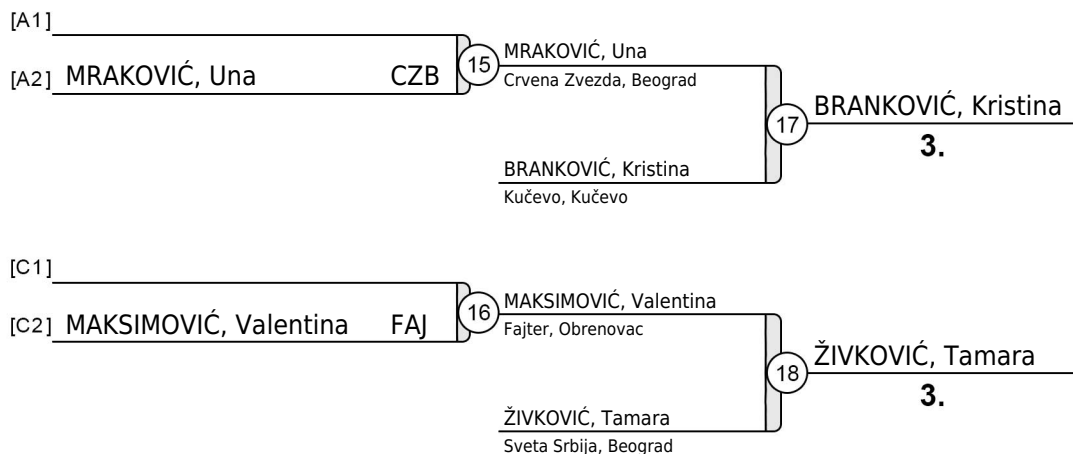 [A1]
[A2] MRAKOVIĆ, Una CZB
15
MRAKOVIĆ, Una
Crvena Zvezda, Beograd
17
BRANKOVIĆ, Kristina
3.
BRANKOVIĆ, Kristina
Kučevo, Kučevo
[C1]
[C2] MAKSIMOVIĆ, Valentina FAJ
16
MAKSIMOVIĆ, Valentina
Fajter, Obrenovac
18
ŽIVKOVIĆ, Tamara
3.
ŽIVKOVIĆ, Tamara
Sveta Srbija, Beograd